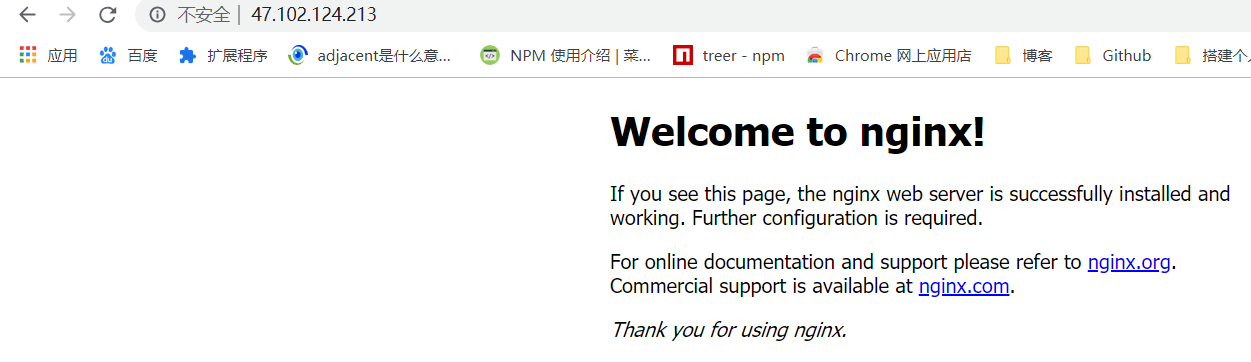 不安全 | 47.102.124.213
应用 百度 扩展程序 adjacent是什么意... NPM 使用介绍 | 菜... treer - npm Chrome 网上应用店 博客 Github 搭建个人
Welcome to nginx!
If you see this page, the nginx web server is successfully installed and
working. Further configuration is required.
For online documentation and support please refer to nginx.org.
Commercial support is available at nginx.com.
Thank you for using nginx.